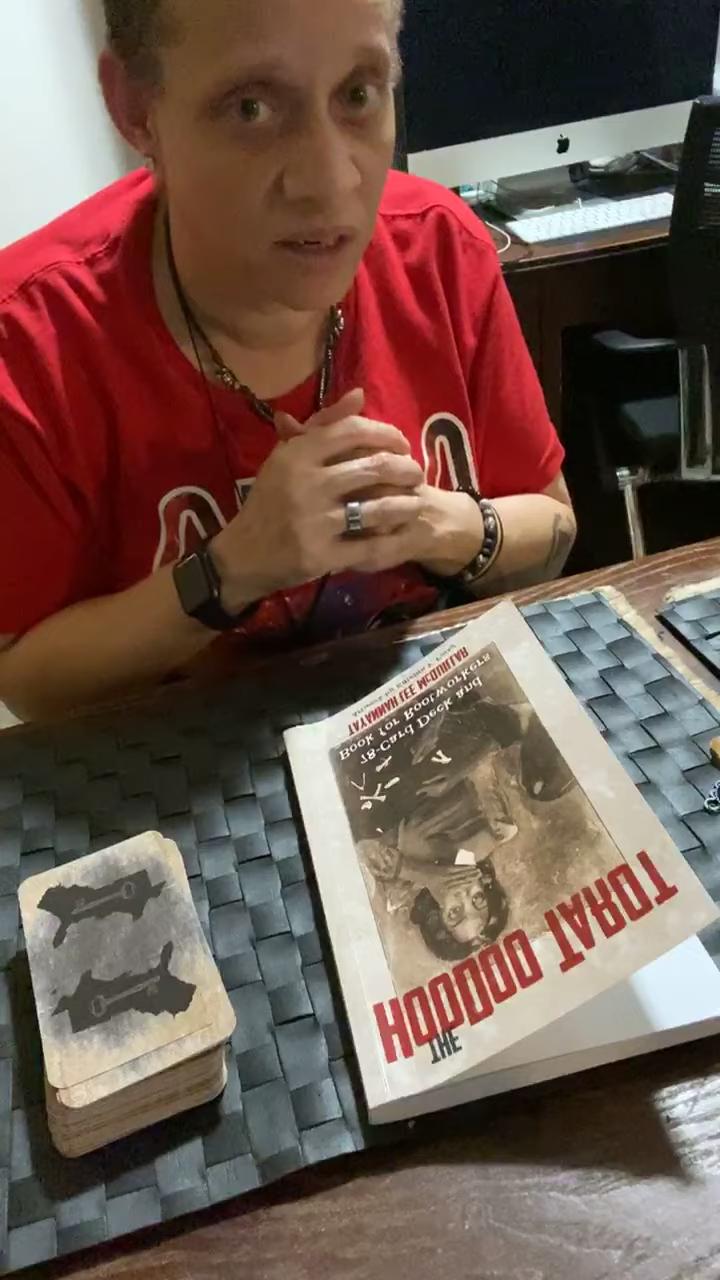 THE
HOODOO TAROT
78-Card Deck and
Book for Rootworkers
TAYANNAH LEE McQUILLAR